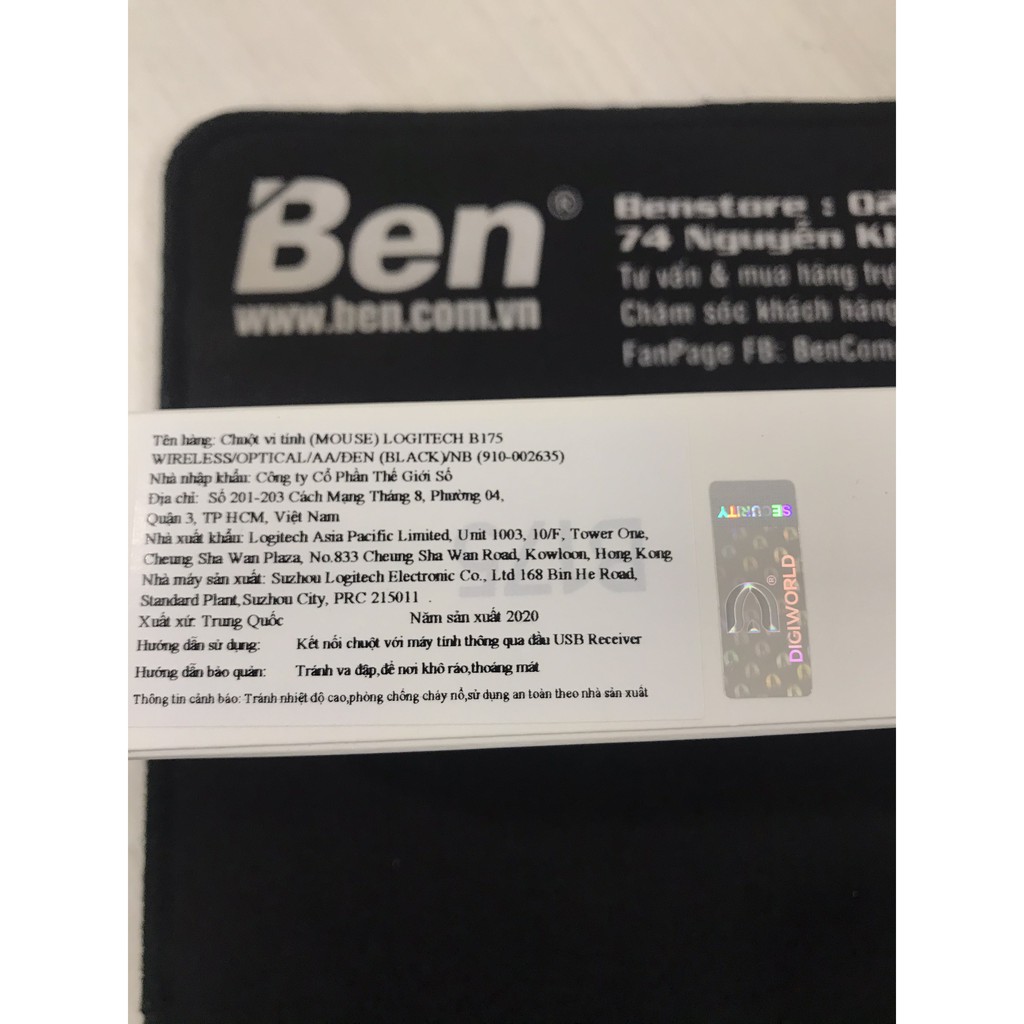 Ben®
www.ben.com.vn
Benstore : 02
74 Nguyễn Kh
Tư vấn & mua hàng trự
Chăm sóc khách hàng
FanPage FB: BenCom
Tên hàng: Chuột vi tính (MOUSE) LOGITECH B175
WIRELESS/OPTICAL/AA/ĐEN (BLACK)/NB (910-002635)
Nhà nhập khẩu: Công ty Cổ Phần Thế Giới Số
Địa chỉ: Số 201-203 Cách Mạng Tháng 8, Phường 04,
Quận 3, TP HCM, Việt Nam
Nhà xuất khẩu: Logitech Asia Pacific Limited, Unit 1003, 10/F, Tower One,
Cheung Sha Wan Plaza, No.833 Cheung Sha Wan Road, Kowloon, Hong Kong
Nhà máy sản xuất: Suzhou Logitech Electronic Co., Ltd 168 Bin He Road,
Standard Plant,Suzhou City, PRC 215011 .
Xuất xứ: Trung Quốc Năm sản xuất 2020
Hướng dẫn sử dụng: Kết nối chuột với máy tính thông qua đầu USB Receiver
Hướng dẫn bảo quản: Tránh va đập,để nơi khô ráo,thoáng mát
Thông tin cảnh báo: Tránh nhiệt độ cao,phòng chống cháy nổ,sử dụng an toàn theo nhà sản xuất
SECURITY
DIGIWORLD®